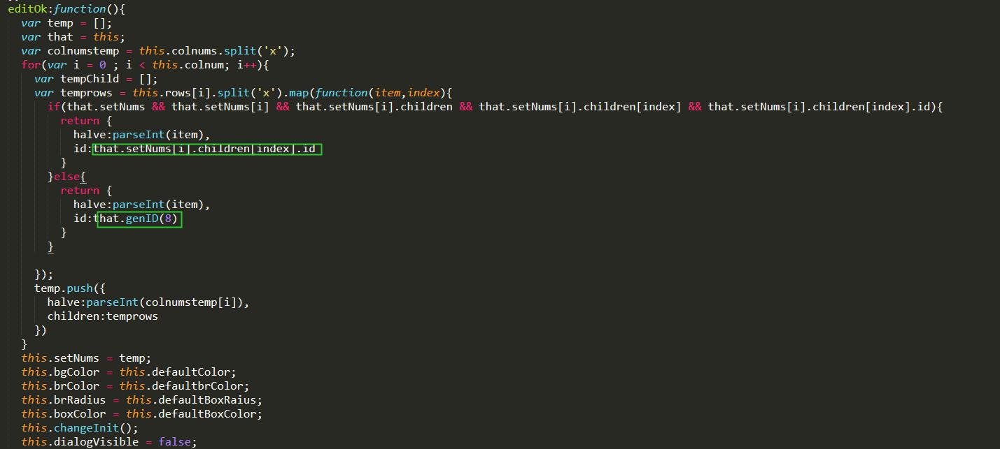 editOk:function(){
var temp = [];
var that = this;
var colnumstemp = this.colnums.split('x');
for(var i = 0 ; i < this.colnum; i++){
var tempChild = [];
var temprows = this.rows[i].split('x').map(function(item,index){
if(that.setNums && that.setNums[i] && that.setNums[i].children && that.setNums[i].children[index] && that.setNums[i].children[index].id){
return {
halve:parseInt(item),
id:that.setNums[i].children[index].id
}
}else{
return {
halve:parseInt(item),
id:that.genID(8)
}
}
});
temp.push({
halve:parseInt(colnumstemp[i]),
children:temprows
})
}
this.setNums = temp;
this.bgColor = this.defaultColor;
this.brColor = this.defaultbrColor;
this.brRadius = this.defaultBoxRaius;
this.boxColor = this.defaultBoxColor;
this.changeInit();
this.dialogVisible = false;